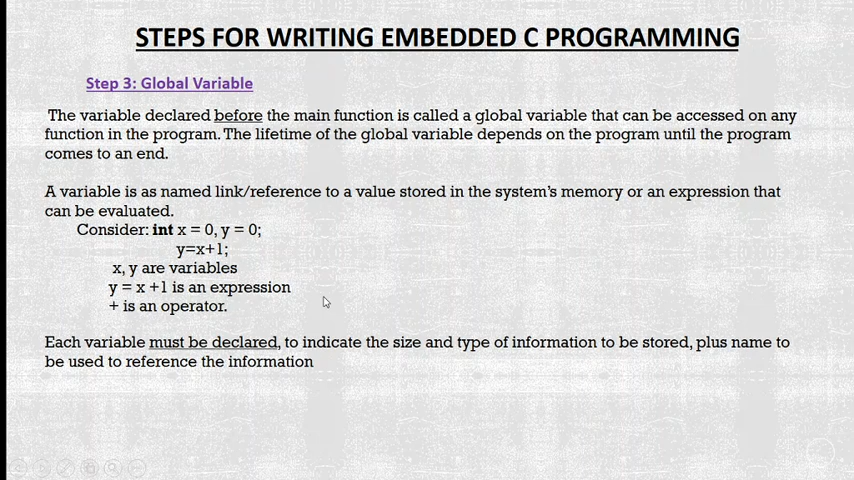 STEPS FOR WRITING EMBEDDED C PROGRAMMING
Step 3: Global Variable
The variable declared before the main function is called a global variable that can be accessed on any
function in the program. The lifetime of the global variable depends on the program until the program
comes to an end.
A variable is as named link/reference to a value stored in the system's memory or an expression that
can be evaluated.
Consider: int x = 0, y = 0;
y=x+1;
x, y are variables
y = x +1 is an expression
+ is an operator.
Each variable must be declared, to indicate the size and type of information to be stored, plus name to
be used to reference the information